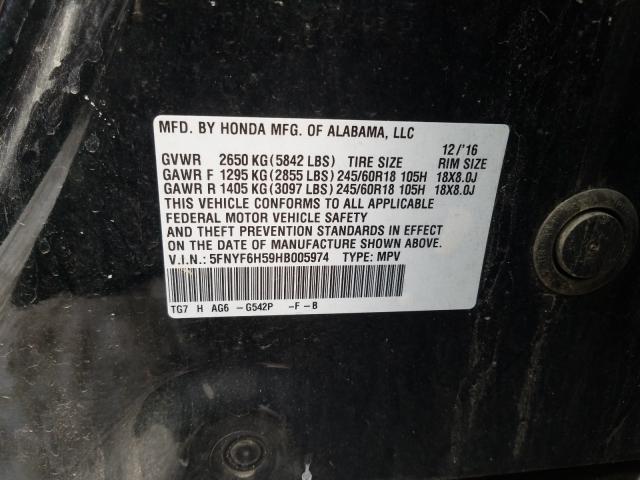 MFD. BY HONDA MFG. OF ALABAMA, LLC
12/'16
GVWR 2650 KG(5842 LBS) TIRE SIZE RIM SIZE
GAWR F 1295 KG(2855 LBS)245/60R18 105H 18X8.0J
GAWR R 1405 KG(3097 LBS)245/60R18 105H 18X8.0J
THIS VEHICLE CONFORMS TO ALL APPLICABLE
FEDERAL MOTOR VEHICLE SAFETY
AND THEFT PREVENTION STANDARDS IN EFFECT
ON THE DATE OF MANUFACTURE SHOWN ABOVE.
V.I.N.: 5FNYF6H59HB005974 TYPE: MPV
TG7 H AG6 -G542P -F-B